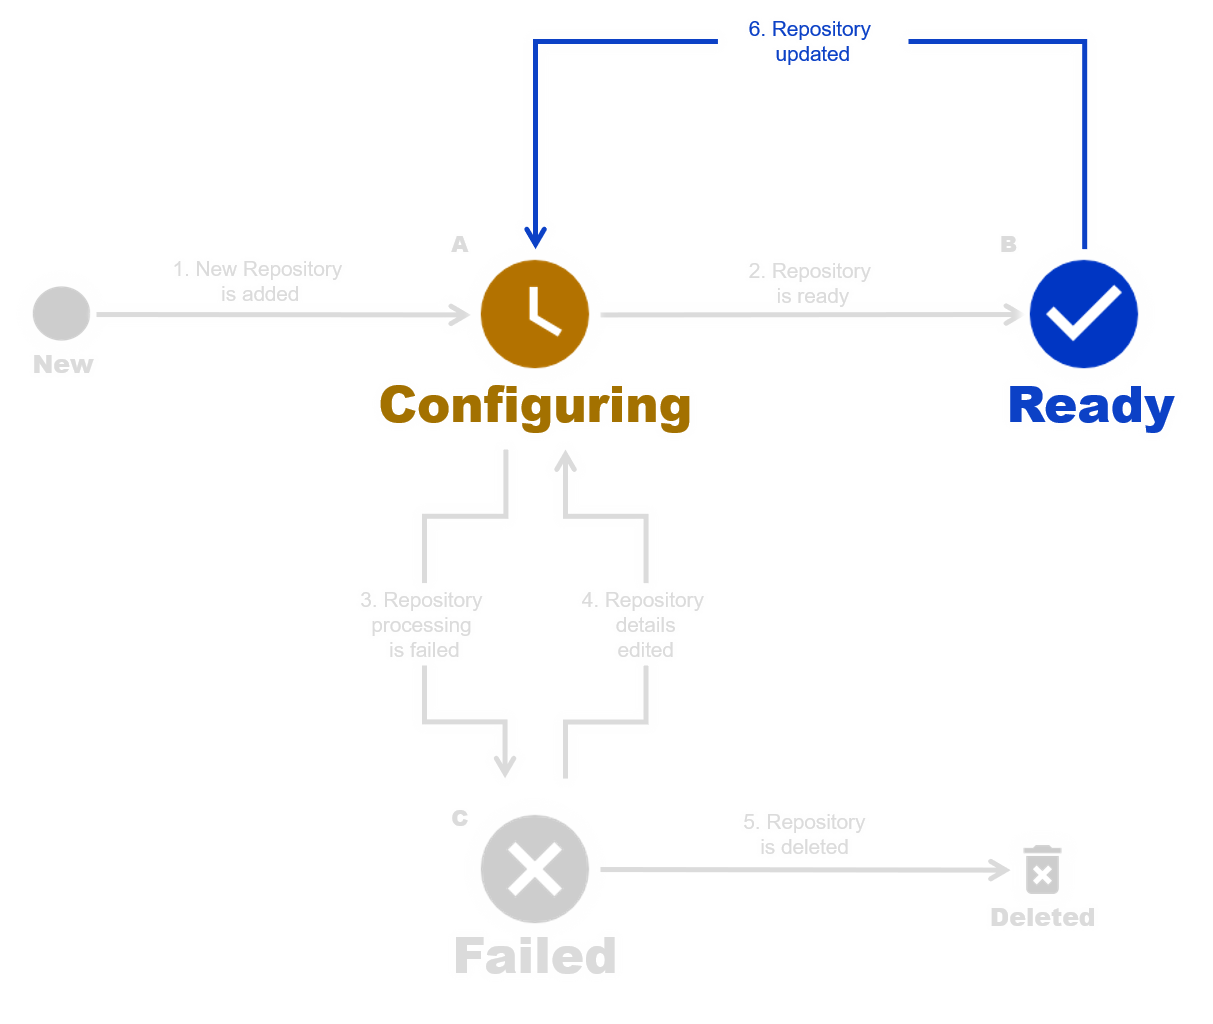 6. Repository
updated
A
B
1. New Repository
is added
2. Repository
is ready
New
Configuring
Ready
3. Repository
processing
is failed
4. Repository
details
edited
C
5. Repository
is deleted
Deleted
Failed